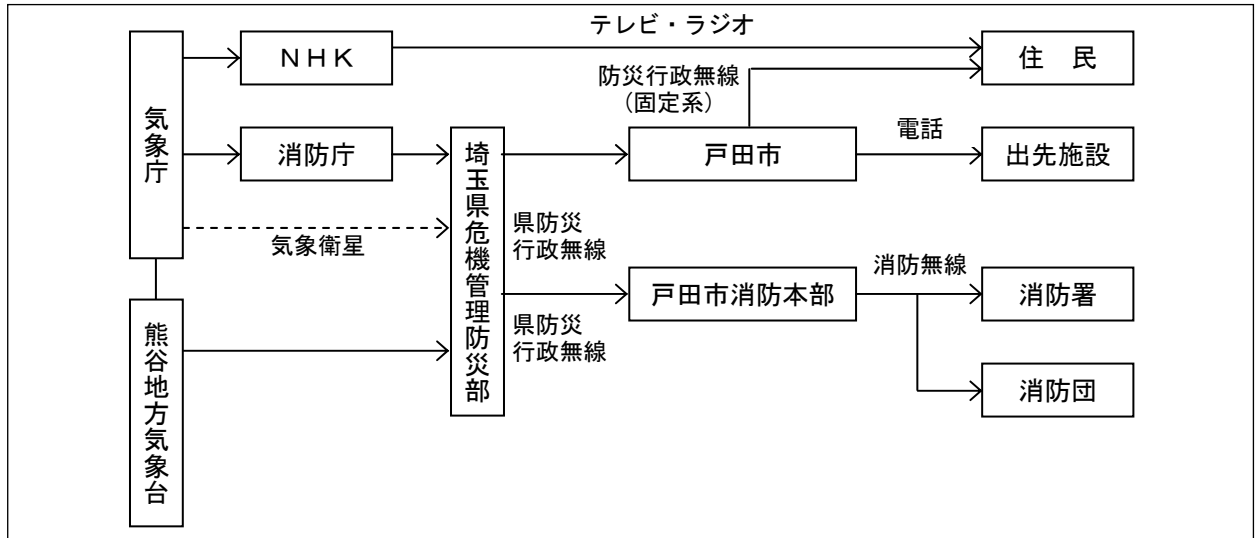 テレビ・ラジオ
ＮＨＫ
住　民
防災行政無線
（固定系）
気象庁
消防庁
埼玉県危機管理防災部
戸田市
電話
出先施設
気象衛星
県防災
行政無線
消防無線
戸田市消防本部
消防署
熊谷地方気象台
県防災
行政無線
消防団